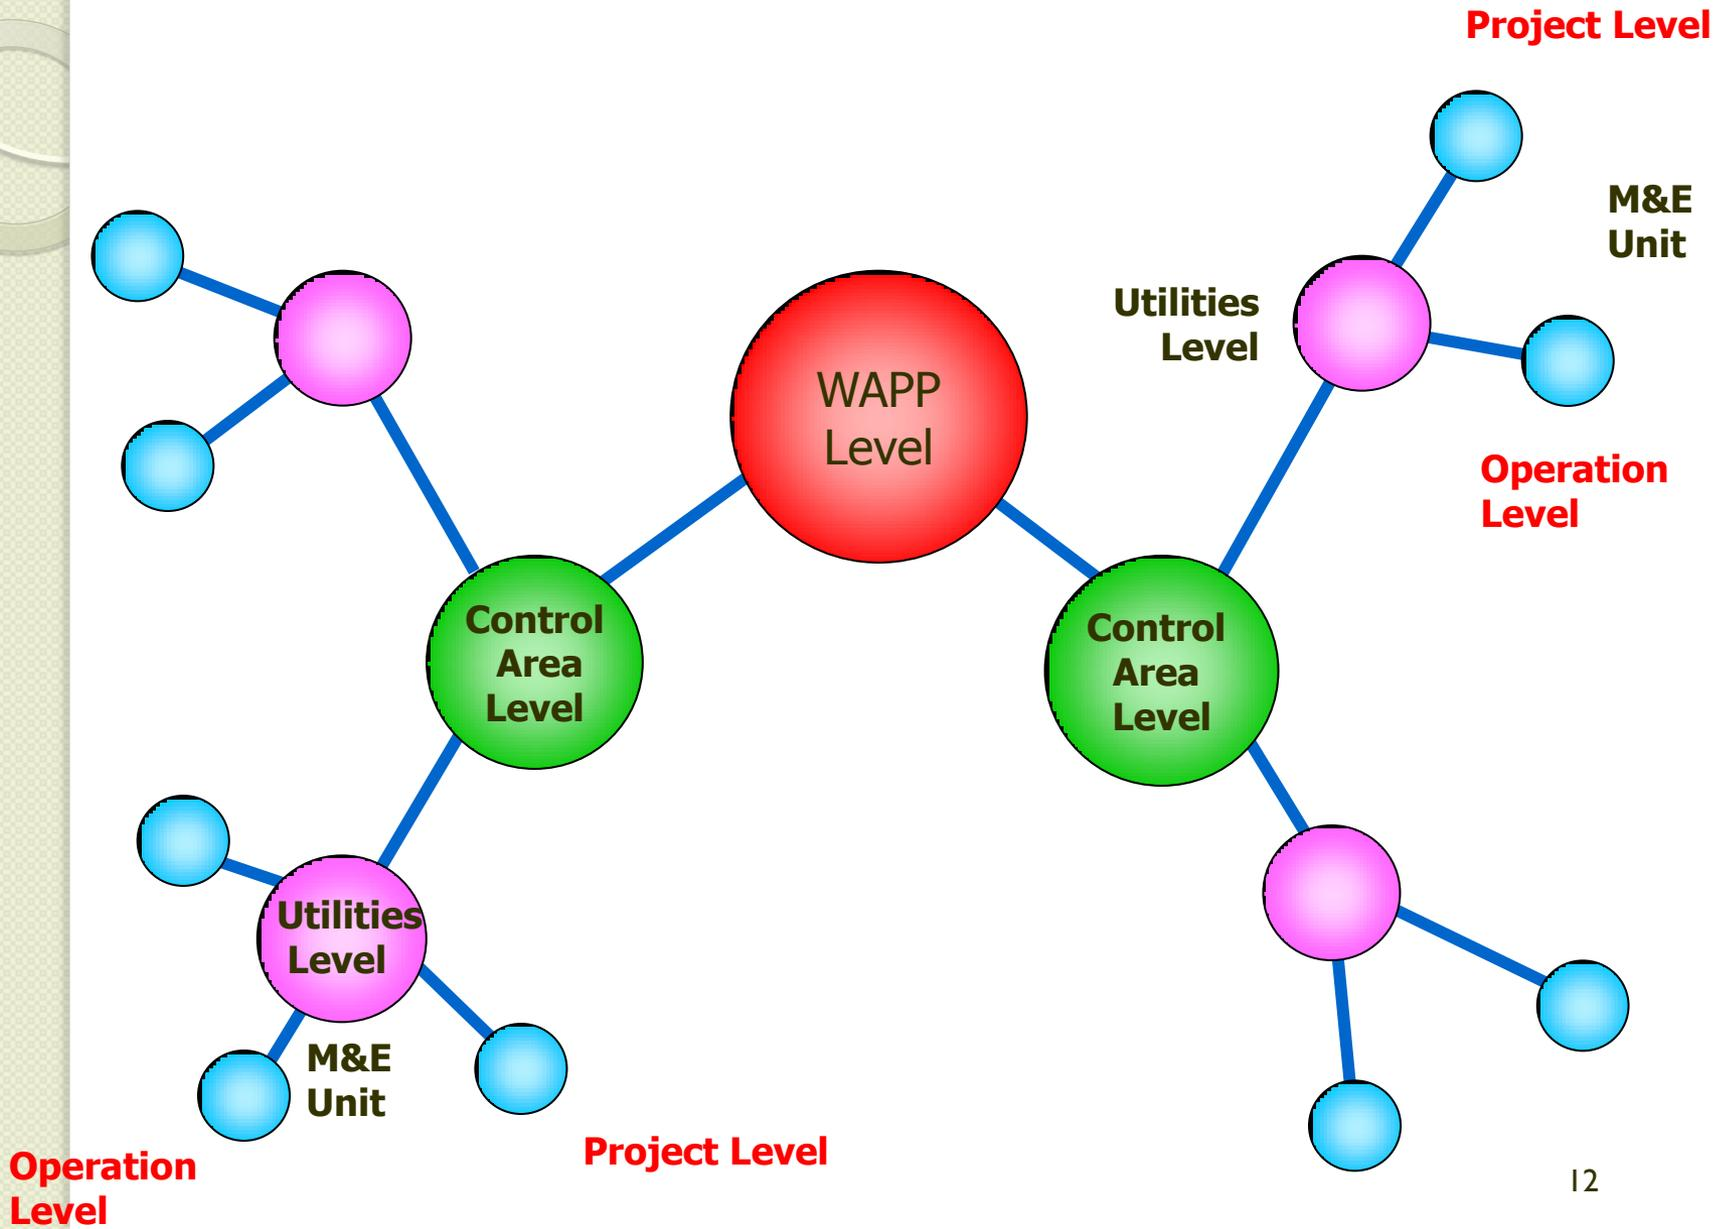 Project Level
M&E
Unit
Utilities
Level
WAPP
Level
Operation
Level
Control
Area
Level
Control
Area
Level
Utilities
Level
M&E
Unit
Project Level
Operation
Level
12